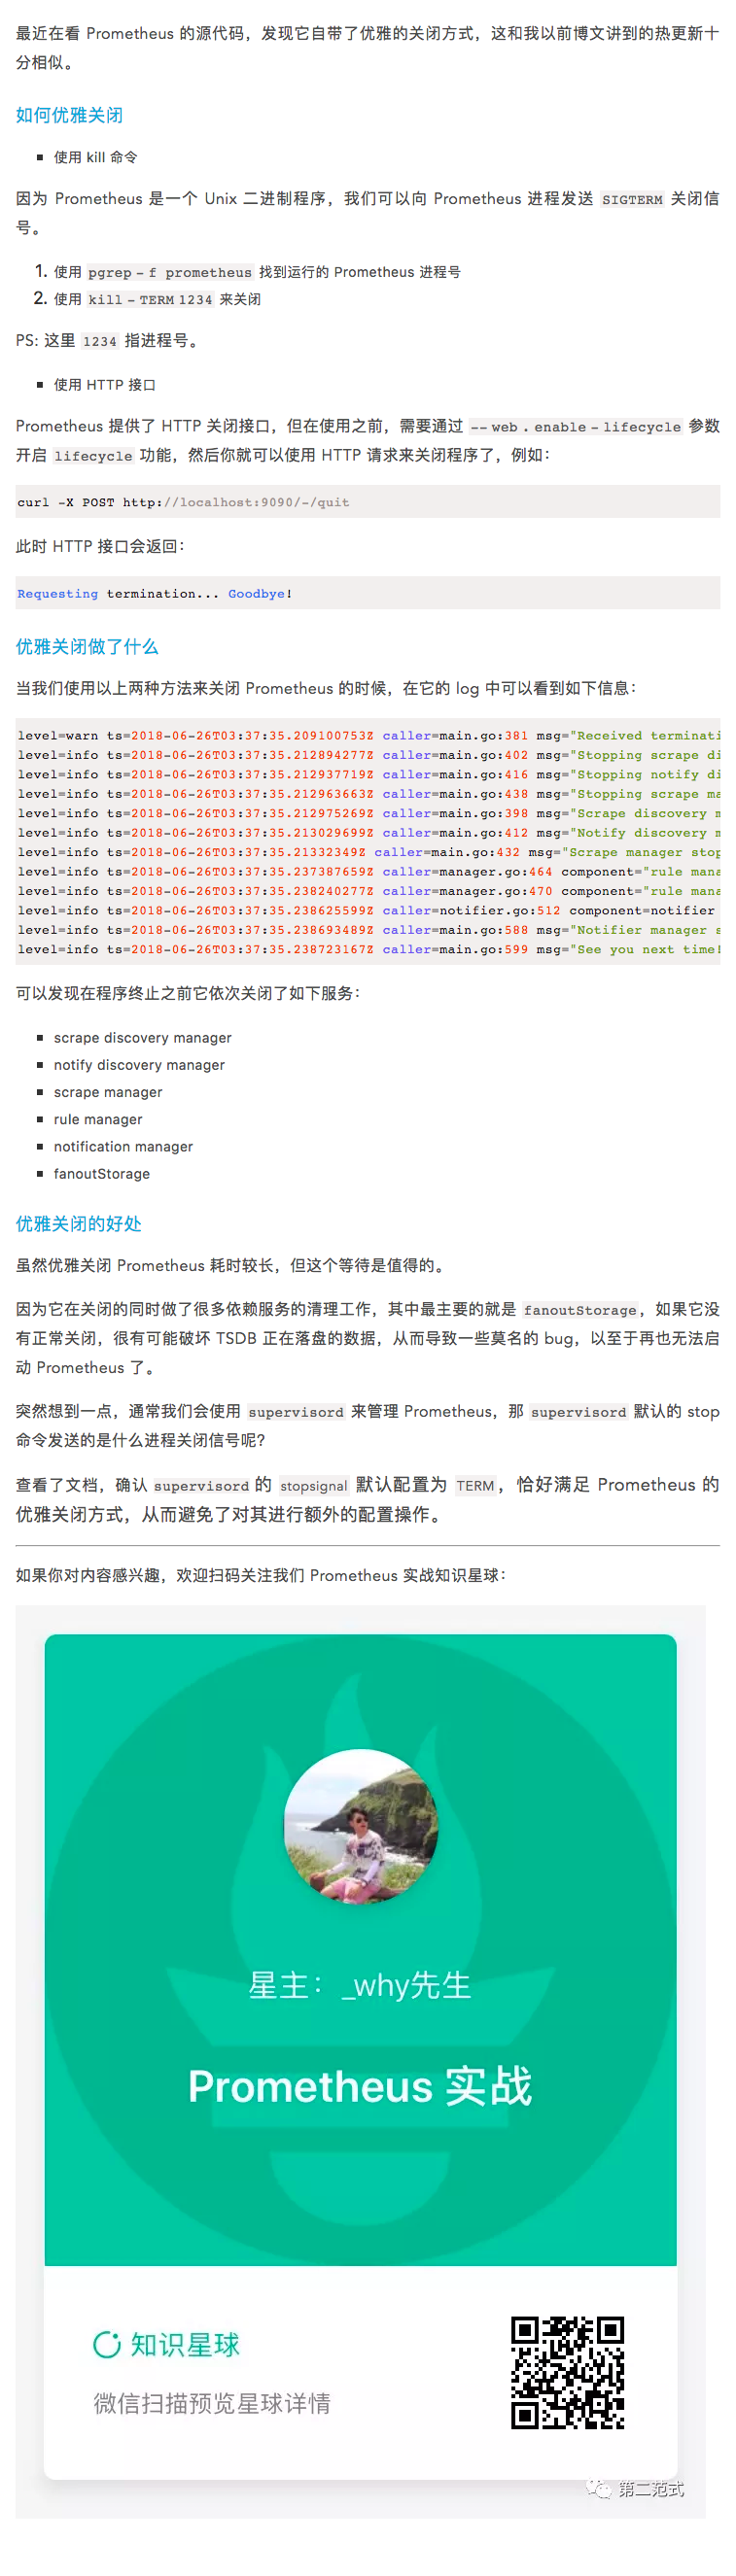 最近在看 Prometheus 的源代码，发现它自带了优雅的关闭方式，这和我以前博文讲到的热更新十
分相似。
如何优雅关闭
使用 kill 命令
因为 Prometheus 是一个 Unix 二进制程序，我们可以向 Prometheus 进程发送 SIGTERM 关闭信
号。
1. 使用 pgrep – f prometheus 找到运行的 Prometheus 进程号
2. 使用 kill – TERM 1234 来关闭
PS: 这里 1234 指进程号。
使用 HTTP 接口
Prometheus 提供了 HTTP 关闭接口，但在使用之前，需要通过 -- web . enable – lifecycle 参数
开启 lifecycle 功能，然后你就可以使用 HTTP 请求来关闭程序了，例如：
curl -X POST http://localhost:9090/-/quit
此时 HTTP 接口会返回：
Requesting termination... Goodbye!
优雅关闭做了什么
当我们使用以上两种方法来关闭 Prometheus 的时候，在它的 log 中可以看到如下信息：
level=warn ts=2018-06-26T03:37:35.209100753Z caller=main.go:381 msg="Received terminati
level=info ts=2018-06-26T03:37:35.212894277Z caller=main.go:402 msg="Stopping scrape di
level=info ts=2018-06-26T03:37:35.212937719Z caller=main.go:416 msg="Stopping notify di
level=info ts=2018-06-26T03:37:35.212963663Z caller=main.go:438 msg="Stopping scrape ma
level=info ts=2018-06-26T03:37:35.212975269Z caller=main.go:398 msg="Scrape discovery m
level=info ts=2018-06-26T03:37:35.213029699Z caller=main.go:412 msg="Notify discovery m
level=info ts=2018-06-26T03:37:35.21332349Z caller=main.go:432 msg="Scrape manager stop
level=info ts=2018-06-26T03:37:35.237387659Z caller=manager.go:464 component="rule mana
level=info ts=2018-06-26T03:37:35.238240277Z caller=manager.go:470 component="rule mana
level=info ts=2018-06-26T03:37:35.238625599Z caller=notifier.go:512 component=notifier
level=info ts=2018-06-26T03:37:35.238693489Z caller=main.go:588 msg="Notifier manager s
level=info ts=2018-06-26T03:37:35.238723167Z caller=main.go:599 msg="See you next time!
可以发现在程序终止之前它依次关闭了如下服务：
scrape discovery manager
notify discovery manager
scrape manager
rule manager
notification manager
fanoutStorage
优雅关闭的好处
虽然优雅关闭 Prometheus 耗时较长，但这个等待是值得的。
因为它在关闭的同时做了很多依赖服务的清理工作，其中最主要的就是 fanoutStorage，如果它没
有正常关闭，很有可能破坏 TSDB 正在落盘的数据，从而导致一些莫名的 bug，以至于再也无法启
动 Prometheus 了。
突然想到一点，通常我们会使用 supervisord 来管理 Prometheus，那 supervisord 默认的 stop
命令发送的是什么进程关闭信号呢?
查看了文档，确认 supervisord 的 stopsignal 默认配置为 TERM，恰好满足 Prometheus 的
优雅关闭方式，从而避免了对其进行额外的配置操作。
如果你对内容感兴趣，欢迎扫码关注我们 Prometheus 实战知识星球：
星主：_why先生
Prometheus 实战
知识星球
微信扫描预览星球详情
第二范式